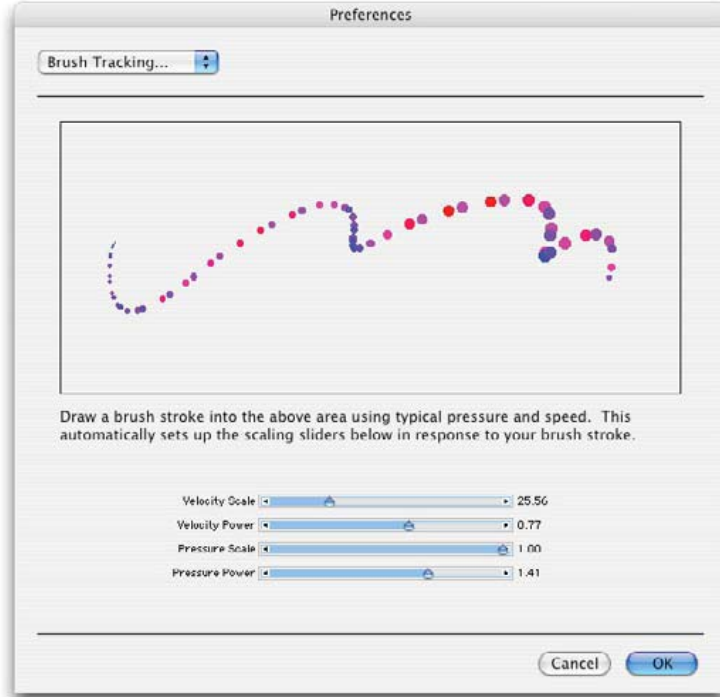 Preferences
Brush Tracking...
Draw a brush stroke into the above area using typical pressure and speed. This
automatically sets up the scaling sliders below in response to your brush stroke.
Velocity Scale 25.56
Velocity Power 0.77
Pressure Scale 1.00
Pressure Power 1.41
Cancel OK